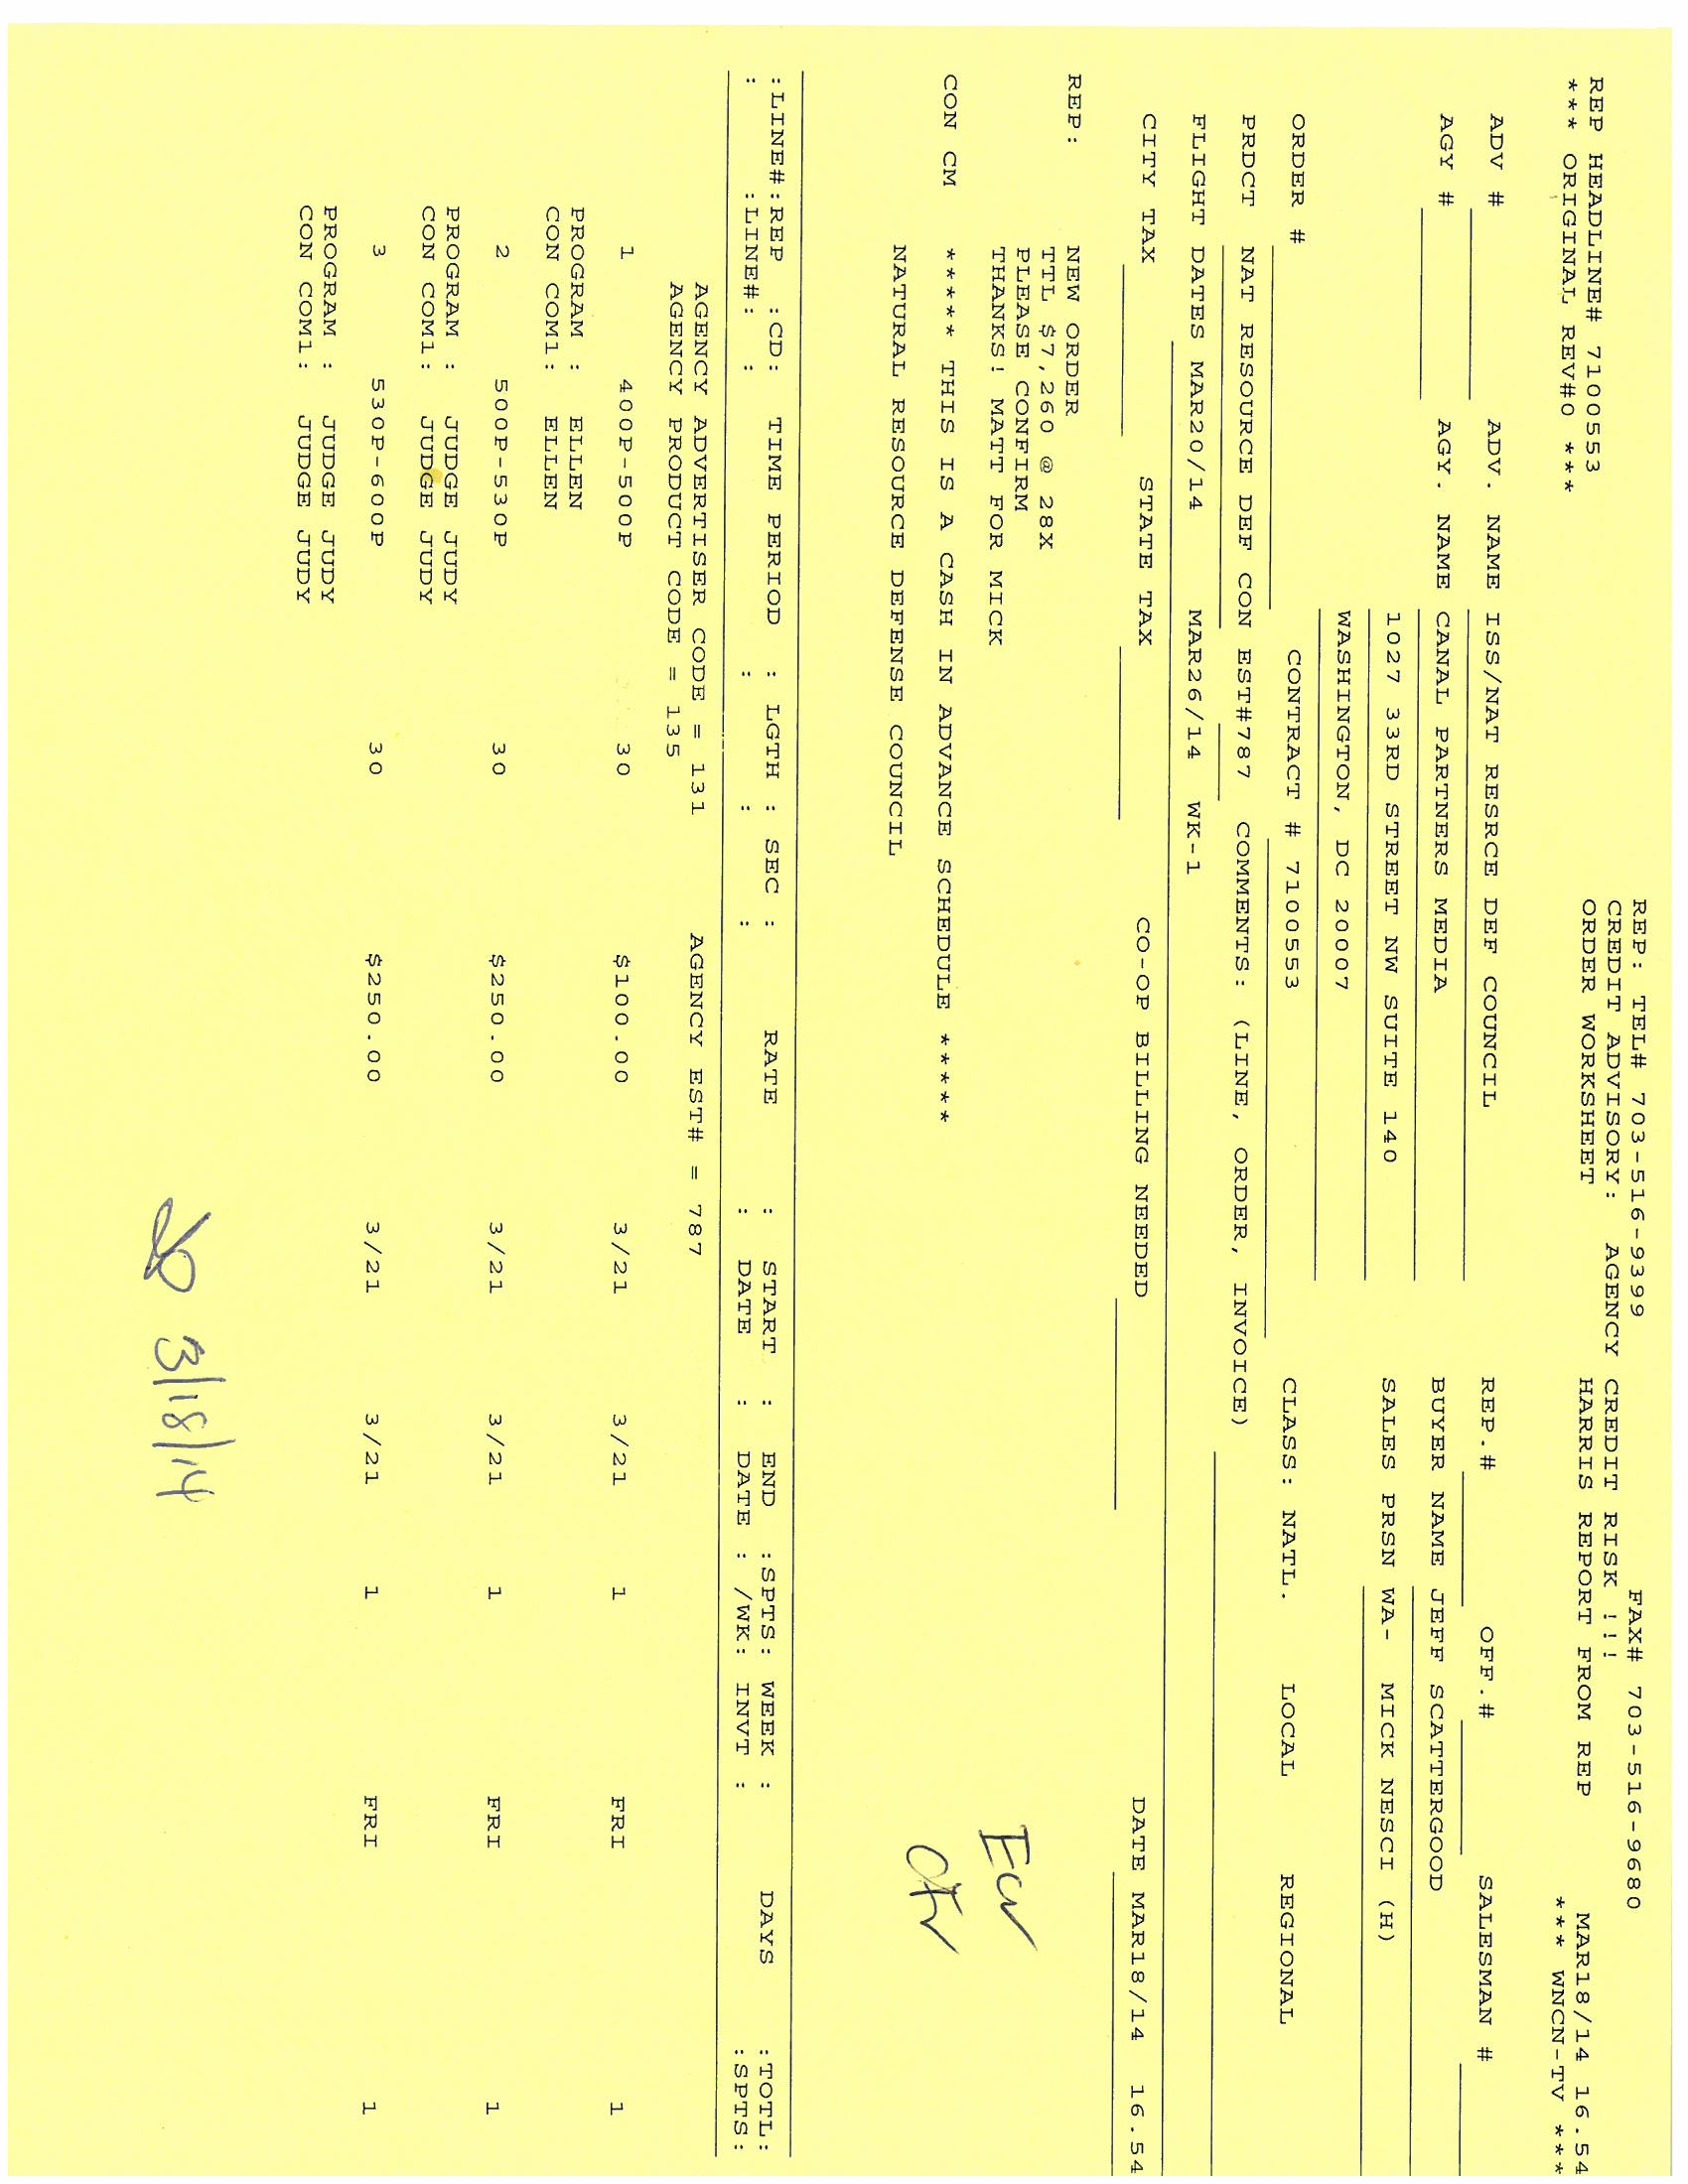 REP: TEL# 703-516-9399 FAX# 703-516-9680
CREDIT ADVISORY: AGENCY CREDIT RISK !!!
REP HEADLINE# 7100553 ORDER WORKSHEET HARRIS REPORT FROM REP MAR18/14 16.54
*** ORIGINAL REV#0 *** *** WNCN-TV ***
ADV # ADV. NAME ISS/NAT RESRCE DEF COUNCIL REP.# OFF.# SALESMAN #
AGY # AGY. NAME CANAL PARTNERS MEDIA BUYER NAME JEFF SCATTERGOOD
1027 33RD STREET NW SUITE 140 SALES PRSN WA- MICK NESCI (H)
WASHINGTON, DC 20007
ORDER # CONTRACT # 7100553 CLASS: NATL. LOCAL REGIONAL
PRDCT NAT RESOURCE DEF CON EST#787 COMMENTS: (LINE, ORDER, INVOICE)
FLIGHT DATES MAR20/14 MAR26/14 WK-1
CITY TAX STATE TAX CO-OP BILLING NEEDED DATE MAR18/14 16.54
REP: NEW ORDER
TTL $7,260 @ 28X
PLEASE CONFIRM
THANKS! MATT FOR MICK
CON CM ***** THIS IS A CASH IN ADVANCE SCHEDULE *****
NATURAL RESOURCE DEFENSE COUNCIL
:LINE#:REP :CD: TIME PERIOD : LGTH : SEC : RATE : START : END :SPTS: WEEK : DAYS :TOTL:
: :LINE#: : : : : : DATE : DATE : /WK: INVT : :SPTS:
AGENCY ADVERTISER CODE = 131 AGENCY EST# = 787
AGENCY PRODUCT CODE = 135
1 400P-500P 30 $100.00 3/21 3/21 1 FRI 1
PROGRAM : ELLEN
CON COM1: ELLEN
2 500P-530P 30 $250.00 3/21 3/21 1 FRI 1
PROGRAM : JUDGE JUDY
CON COM1: JUDGE JUDY
3 530P-600P 30 $250.00 3/21 3/21 1 FRI 1
PROGRAM : JUDGE JUDY
CON COM1: JUDGE JUDY
3/18/14